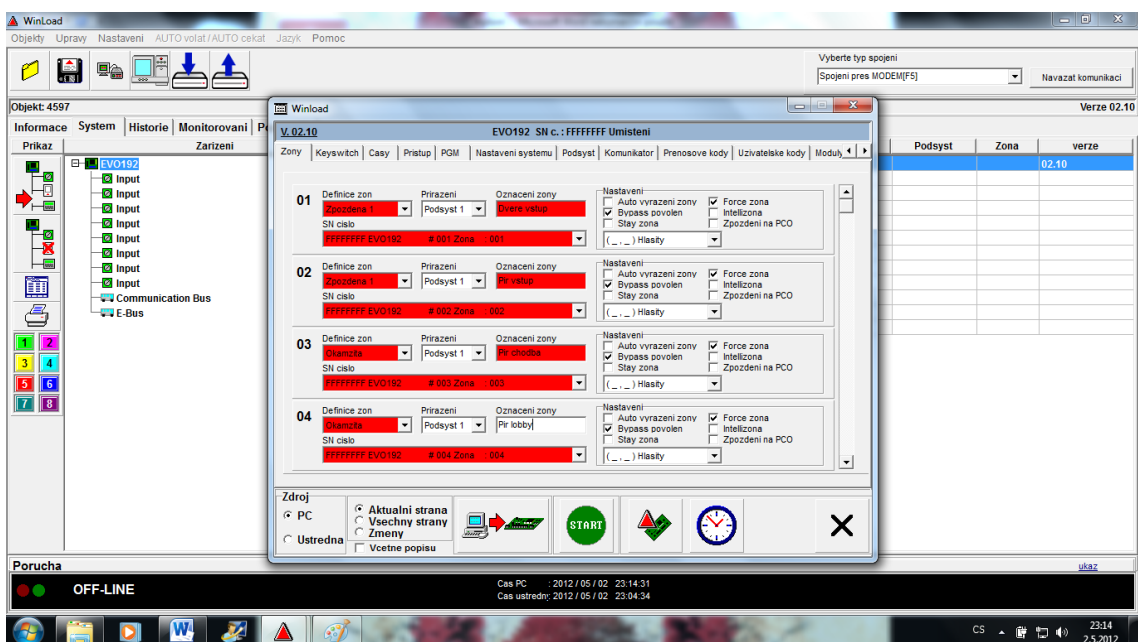 WinLoad
Objekty Upravy Nastaveni AUTO volat/AUTO cekat Jazyk Pomoc
Vyberte typ spojeni
Spojeni pres MODEM[F5]
Navazat komunikaci
Objekt: 4597
Verze 02.10
Informace System Historie Monitorovani
Prikaz Zarizeni Podsyst Zona verze
EVO192 02.10
Input
Input
Input
Input
Input
Input
Input
Input
Communication Bus
E-Bus
1 2
3 4
5 6
7 8
Winload
V. 02.10 EVO192 SN c. : FFFFFFFF Umisteni
Zony Keyswitch Casy Pristup PGM Nastaveni systemu Podsyst Komunikator Prenosove kody Uzivatelske kody Moduly
01 Definice zon Prirazeni Oznaceni zony Nastaveni
Zpozdena 1 Podsyst 1 Dvere vstup
Auto vyrazeni zony Force zona
Bypass povolen Intellizona
Stay zona Zpozdeni na PCO
SN cislo
FFFFFFFF EVO192 # 001 Zona : 001 ( _ . _ ) Hlasity
02 Definice zon Prirazeni Oznaceni zony Nastaveni
Zpozdena 1 Podsyst 1 Pir vstup
Auto vyrazeni zony Force zona
Bypass povolen Intellizona
Stay zona Zpozdeni na PCO
SN cislo
FFFFFFFF EVO192 # 002 Zona : 002 ( _ . _ ) Hlasity
03 Definice zon Prirazeni Oznaceni zony Nastaveni
Okamzita Podsyst 1 Pir chodba
Auto vyrazeni zony Force zona
Bypass povolen Intellizona
Stay zona Zpozdeni na PCO
SN cislo
FFFFFFFF EVO192 # 003 Zona : 003 ( _ . _ ) Hlasity
04 Definice zon Prirazeni Oznaceni zony Nastaveni
Okamzita Podsyst 1 Pir lobby
Auto vyrazeni zony Force zona
Bypass povolen Intellizona
Stay zona Zpozdeni na PCO
SN cislo
FFFFFFFF EVO192 # 004 Zona : 004 ( _ . _ ) Hlasity
Zdroj
PC
Ustredna
Aktualni strana
Vsechny strany
Zmeny
Vcetne popisu
START
Porucha
ukaz
OFF-LINE
Cas PC : 2012 / 05 / 02 23:14:31
Cas ustredny: 2012 / 05 / 02 23:04:34
CS
23:14
2.5.2012